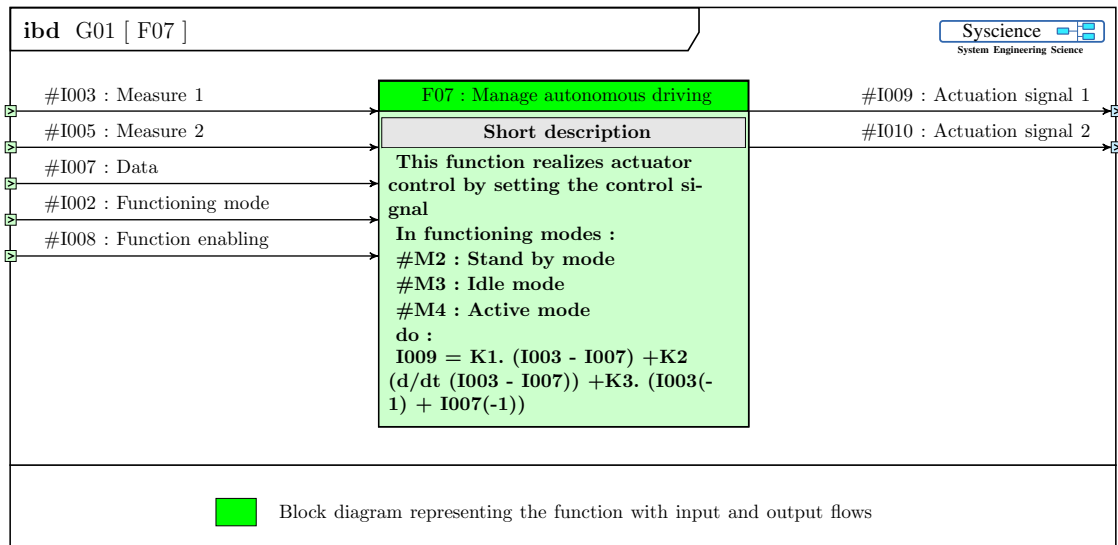 ibd G01 [ F07 ]
Syscience
System Engineering Science
#I003 : Measure 1
F07 : Manage autonomous driving
#I009 : Actuation signal 1
#I005 : Measure 2
Short description
#I010 : Actuation signal 2
#I007 : Data
#I002 : Functioning mode
#I008 : Function enabling
This function realizes actuator
control by setting the control si-
gnal
In functioning modes :
#M2 : Stand by mode
#M3 : Idle mode
#M4 : Active mode
do :
I009 = K1. (I003 - I007) +K2
(d/dt (I003 - I007)) +K3. (I003(-
1) + I007(-1))
Block diagram representing the function with input and output flows